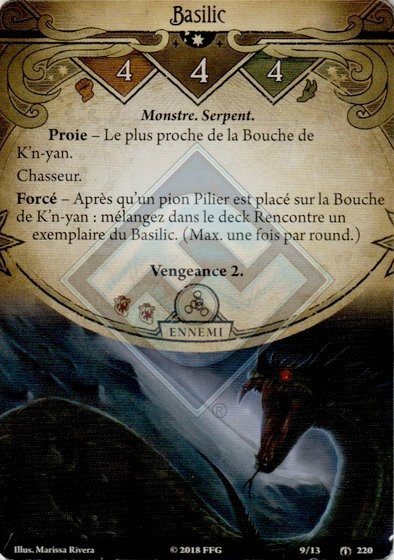 Basilic
4 4 4
Monstre. Serpent.
Proie – Le plus proche de la Bouche de
K'n-yan.
Chasseur.
Forcé – Après qu'un pion Pilier est placé sur la Bouche
de K'n-yan : mélangez dans le deck Rencontre un
exemplaire du Basilic. (Max. une fois par round.)
Vengeance 2.
ENNEMI
®
Illus. Marissa Rivera © 2018 FFG 9/13 220